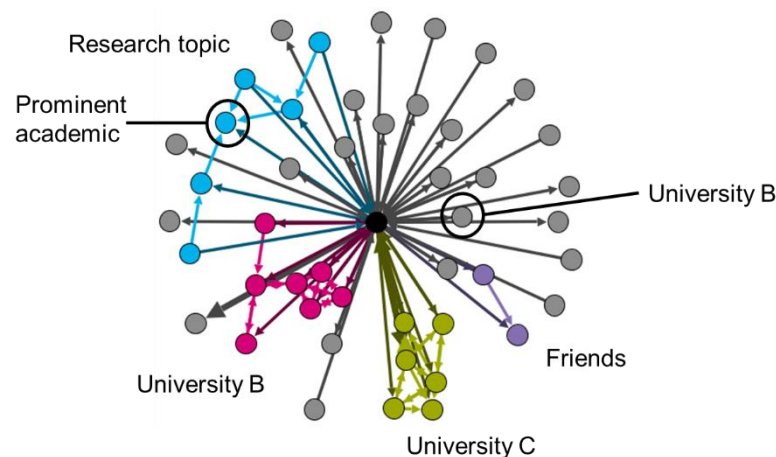 Research topic
Prominent
academic
University B
University B
Friends
University C